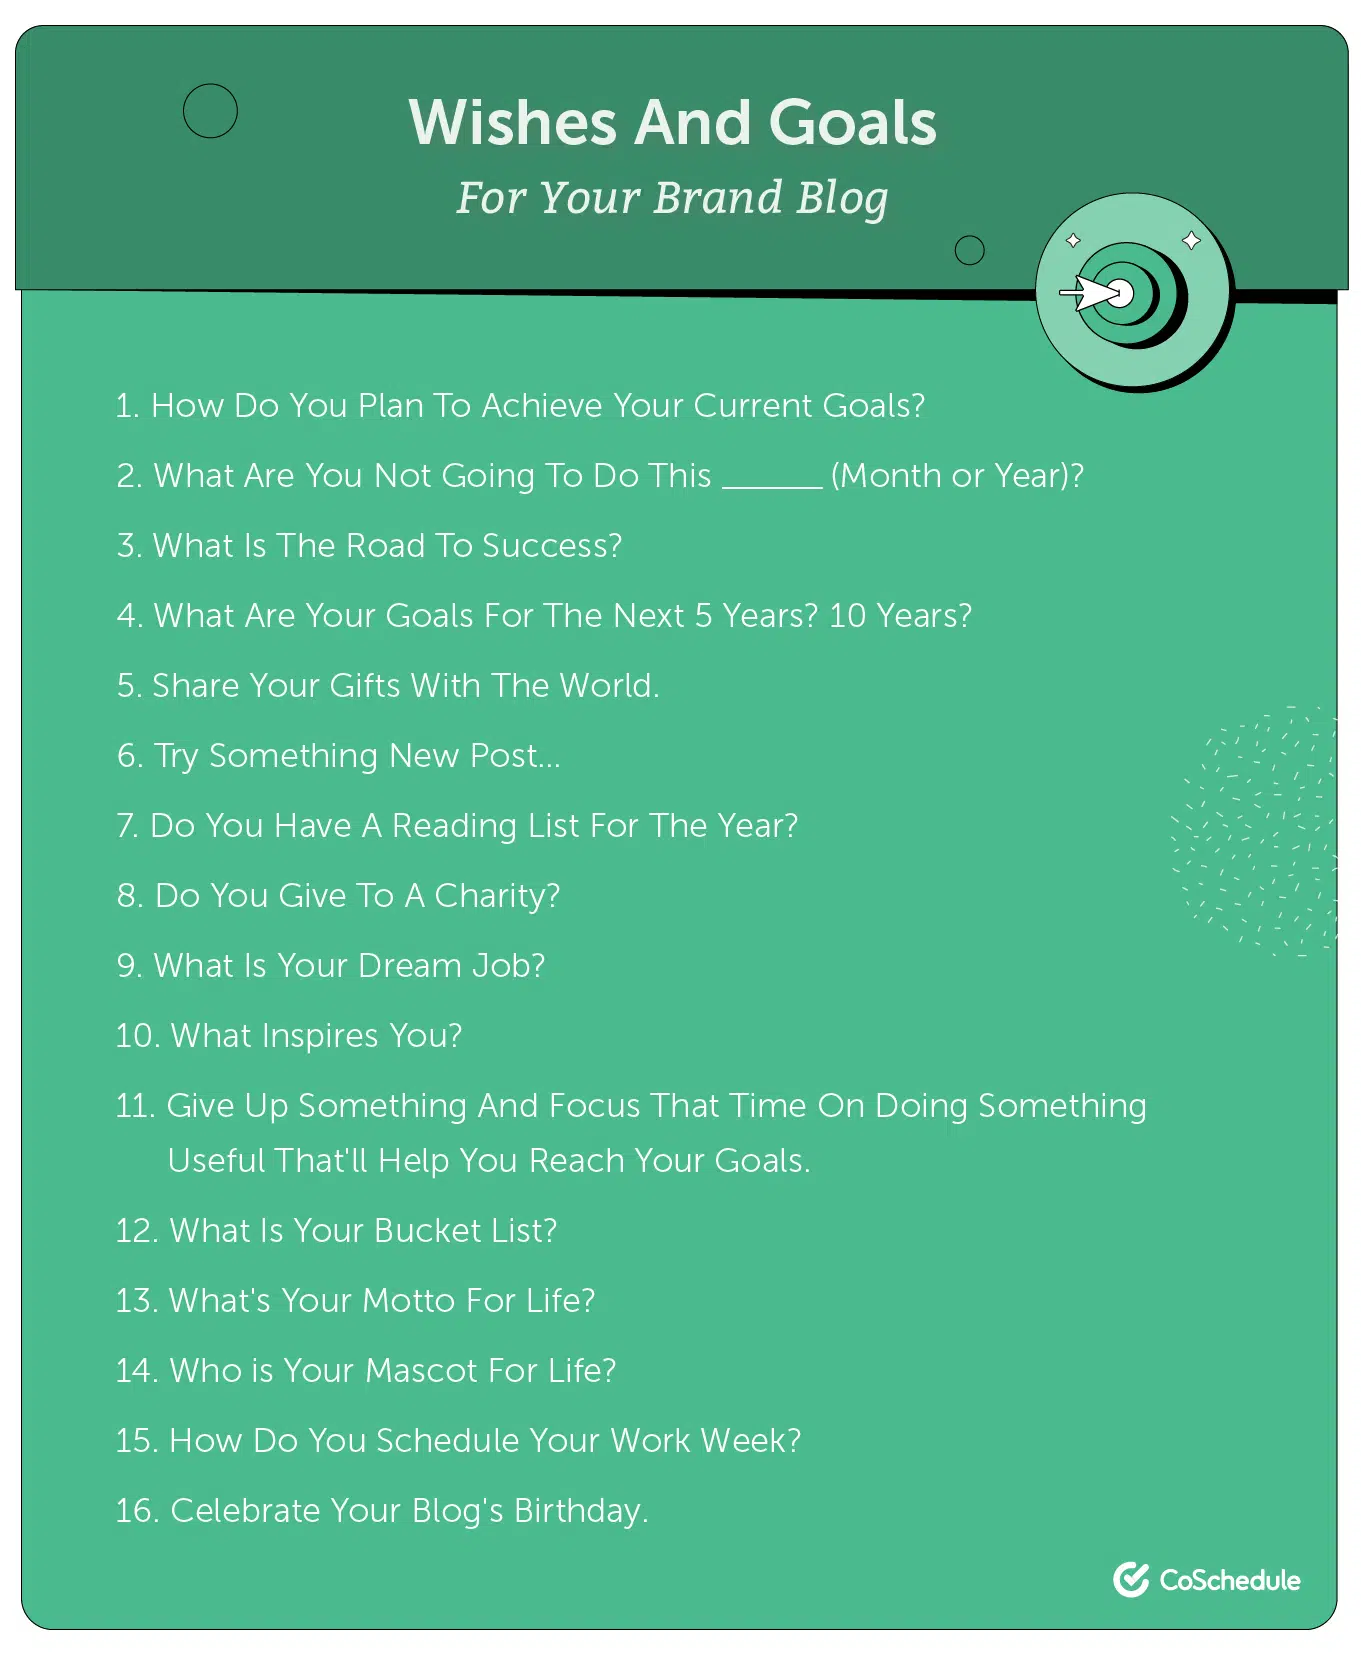 Wishes And Goals
For Your Brand Blog
1. How Do You Plan To Achieve Your Current Goals?
2. What Are You Not Going To Do This ______ (Month or Year)?
3. What Is The Road To Success?
4. What Are Your Goals For The Next 5 Years? 10 Years?
5. Share Your Gifts With The World.
6. Try Something New Post...
7. Do You Have A Reading List For The Year?
8. Do You Give To A Charity?
9. What Is Your Dream Job?
10. What Inspires You?
11. Give Up Something And Focus That Time On Doing Something
Useful That'll Help You Reach Your Goals.
12. What Is Your Bucket List?
13. What's Your Motto For Life?
14. Who is Your Mascot For Life?
15. How Do You Schedule Your Work Week?
16. Celebrate Your Blog's Birthday.
CoSchedule